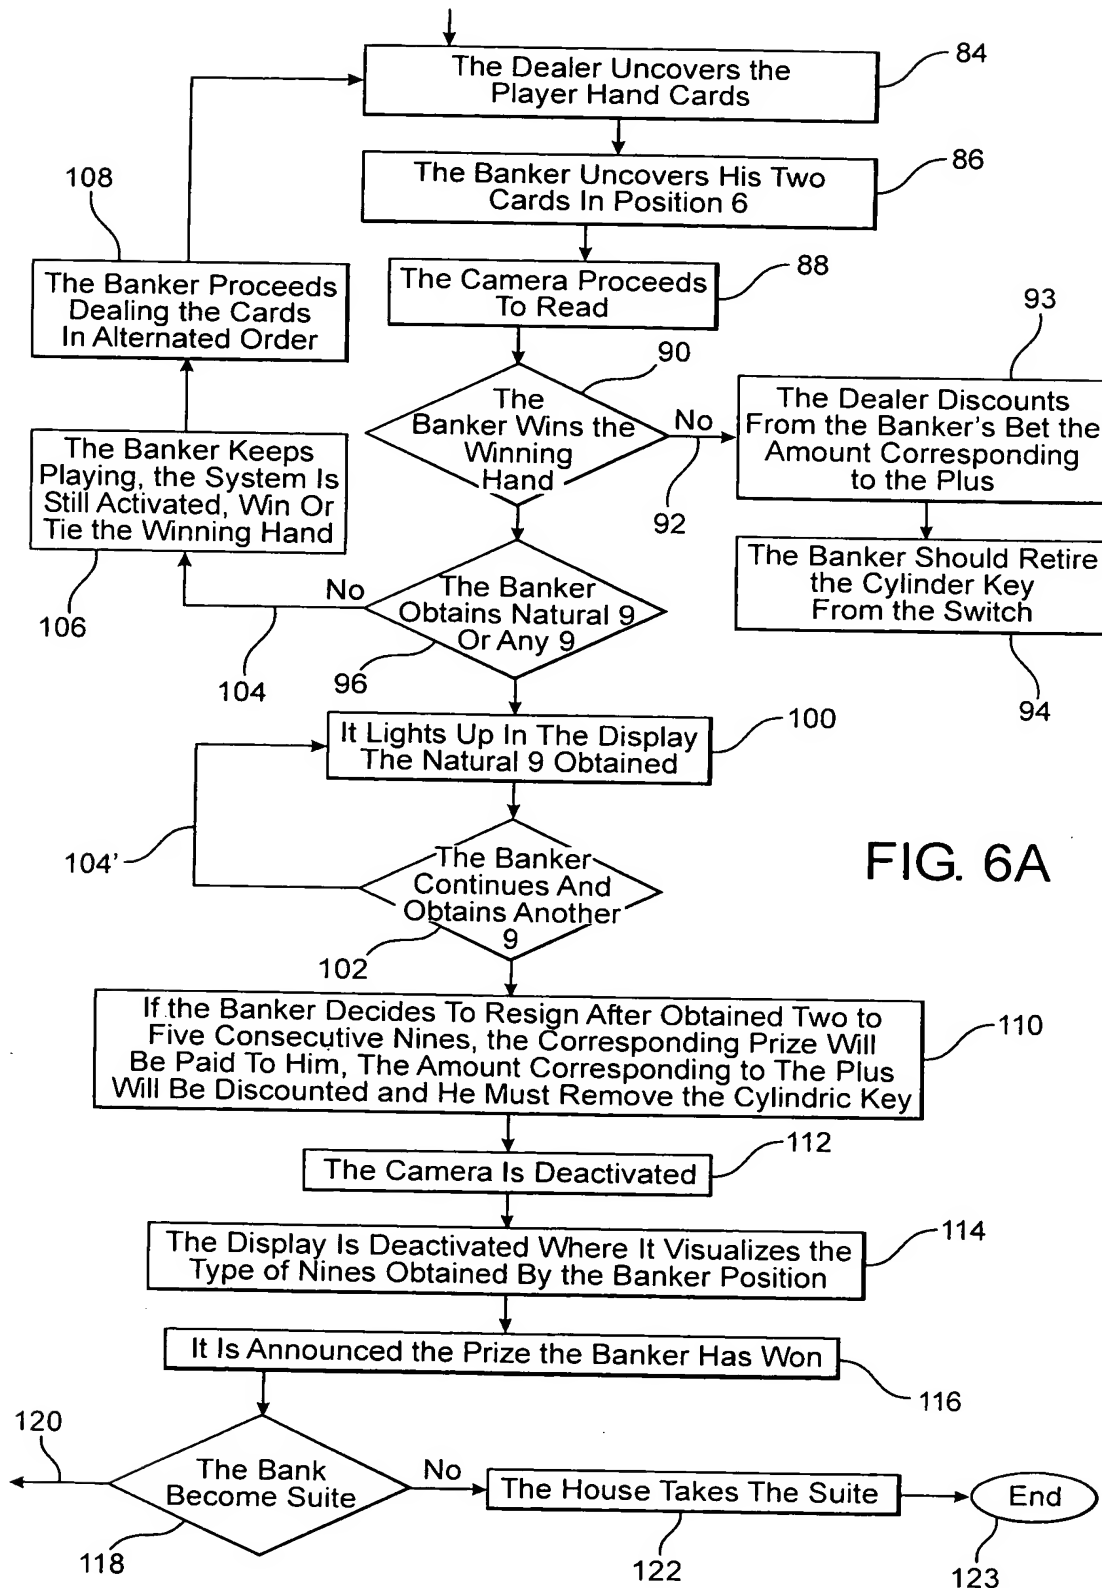 The Dealer Uncovers the
Player Hand Cards
84
The Banker Uncovers His Two
Cards In Position 6
86
108
The Banker Proceeds
Dealing the Cards
In Alternated Order
The Camera Proceeds
To Read
88
93
90
The
Banker Wins the
Winning
Hand
No
92
The Dealer Discounts
From the Banker's Bet the
Amount Corresponding
to the Plus
The Banker Keeps
Playing, the System Is
Still Activated, Win Or
Tie the Winning Hand
106
The Banker Should Retire
the Cylinder Key
From the Switch
94
No
104
The Banker
Obtains Natural 9
Or Any 9
96
It Lights Up In The Display
The Natural 9 Obtained
100
104'
The Banker
Continues And
Obtains Another
9
102
FIG. 6A
If the Banker Decides To Resign After Obtained Two to
Five Consecutive Nines, the Corresponding Prize Will
Be Paid To Him, The Amount Corresponding to The Plus
Will Be Discounted and He Must Remove the Cylindric Key
110
The Camera Is Deactivated
112
The Display Is Deactivated Where It Visualizes the
Type of Nines Obtained By the Banker Position
114
It Is Announced the Prize the Banker Has Won
116
120
The Bank
Become Suite
118
No
The House Takes The Suite
122
End
123